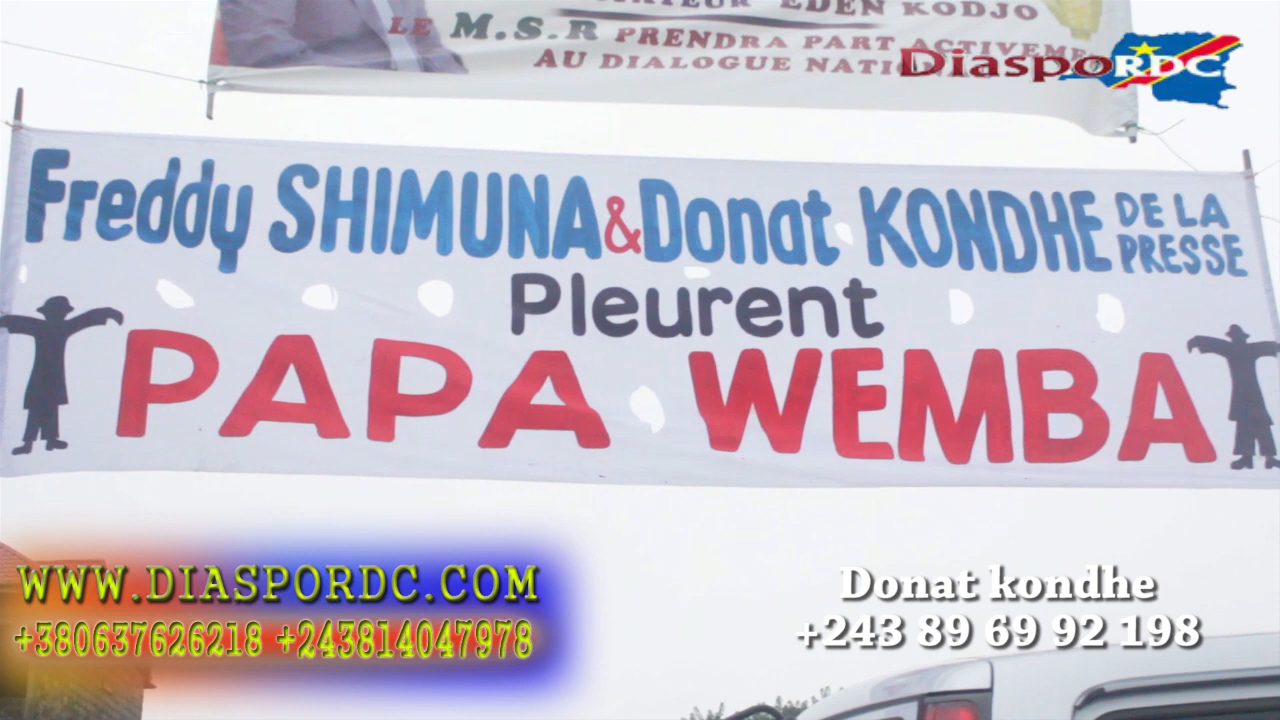 EDEN KODJO
LE M.S.R PRENDRA PART ACTIVEME
AU DIALOGUE
DiaspoRDC
Freddy SHIMUNA & Donat KONDHE DE LA PRESSE
Pleurent
PAPA WEMBA
WWW.DIASPORDC.COM
+380637626218 +243814047978
Donat kondhe
+243 89 69 92 198